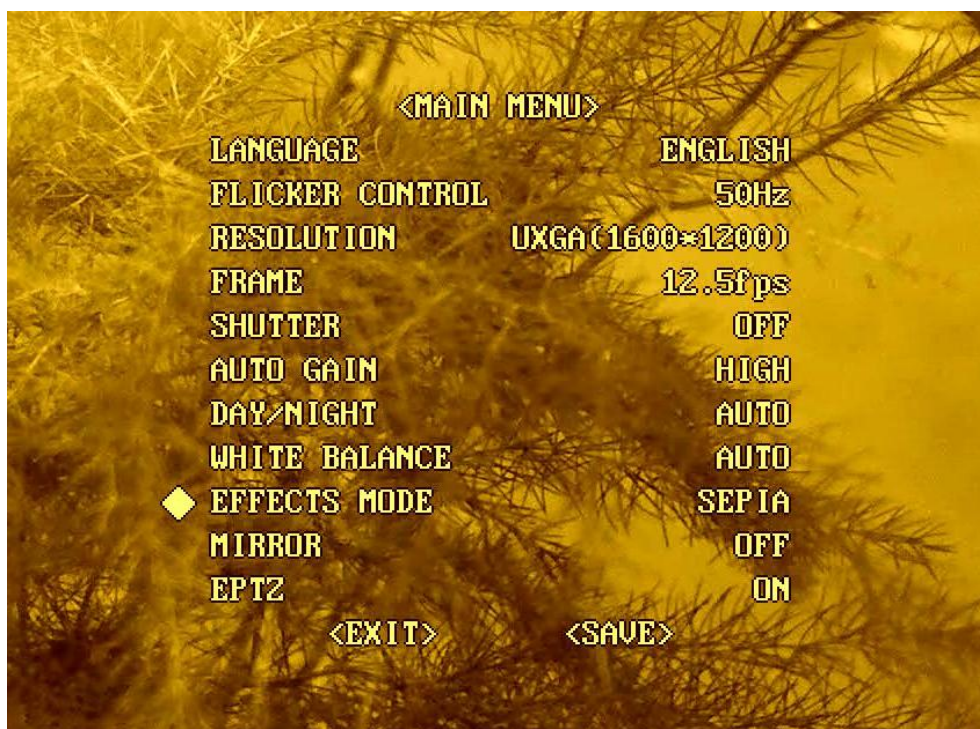 <MAIN MENU>
LANGUAGE ENGLISH
FLICKER CONTROL 50Hz
RESOLUTION UXGA(1600*1200)
FRAME 12.5fps
SHUTTER OFF
AUTO GAIN HIGH
DAY/NIGHT AUTO
WHITE BALANCE AUTO
EFFECTS MODE SEPIA
MIRROR OFF
EPTZ ON
<EXIT> <SAVE>